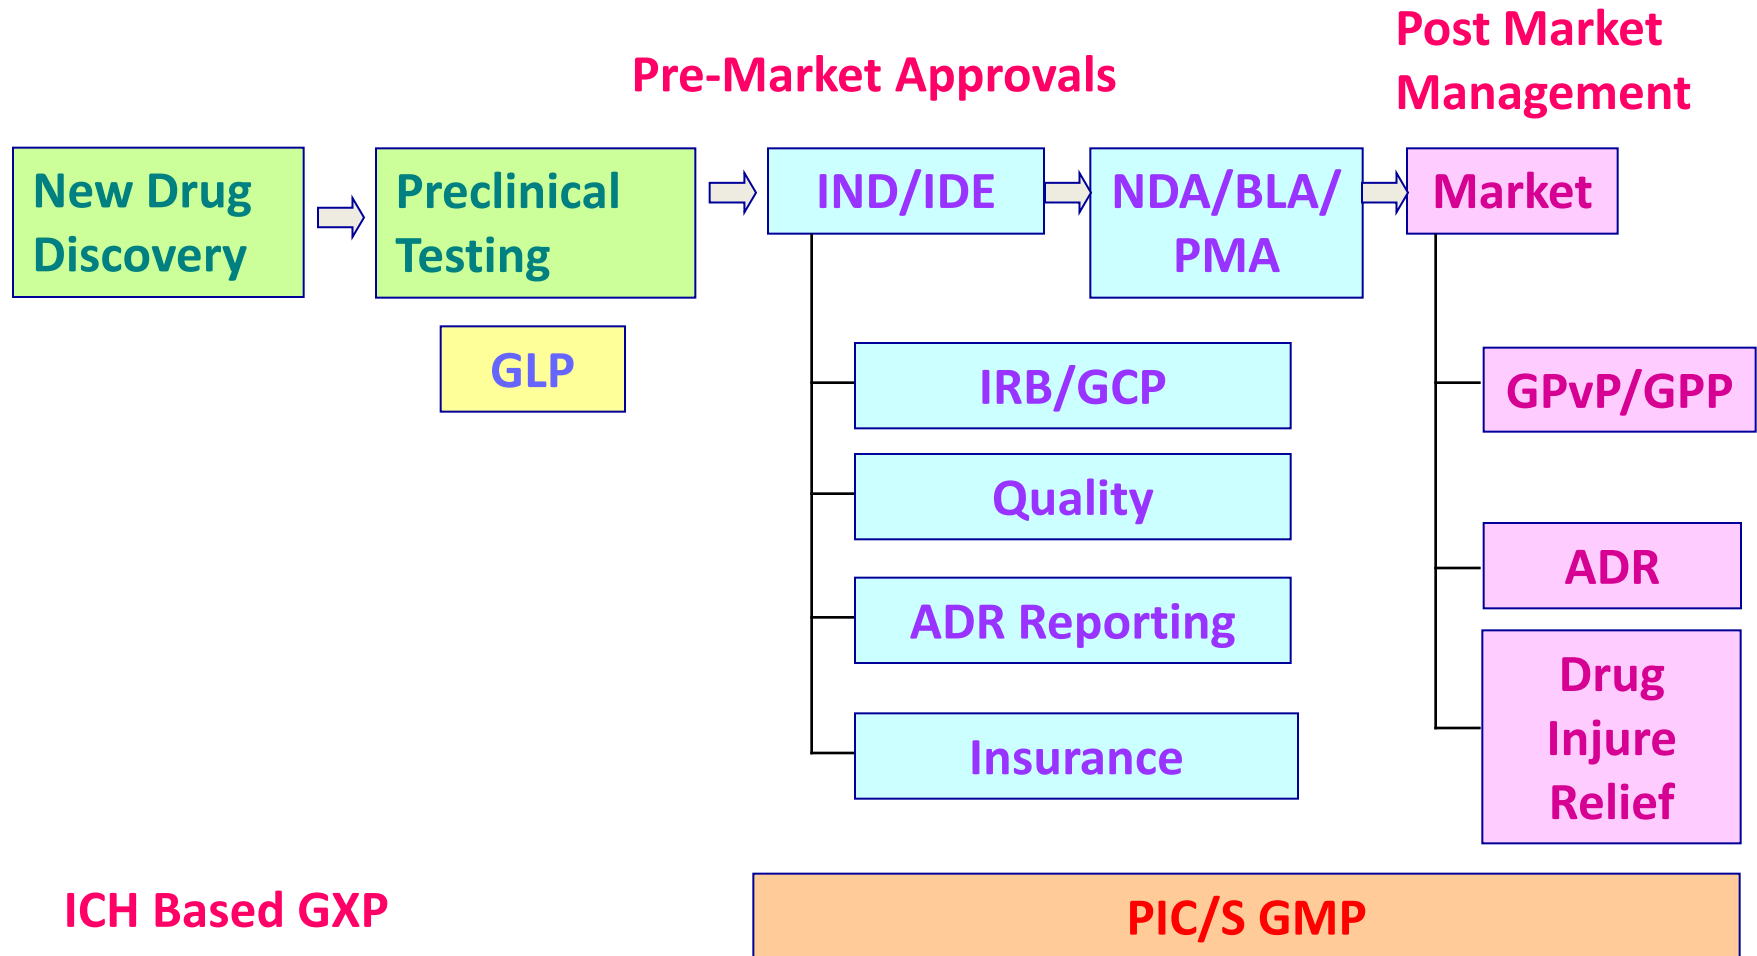 Pre-Market Approvals
Post Market
Management
New Drug
Discovery
Preclinical
Testing
IND/IDE
NDA/BLA/
PMA
Market
GLP
IRB/GCP
Quality
ADR Reporting
Insurance
GPvP/GPP
ADR
Drug
Injure
Relief
ICH Based GXP
PIC/S GMP